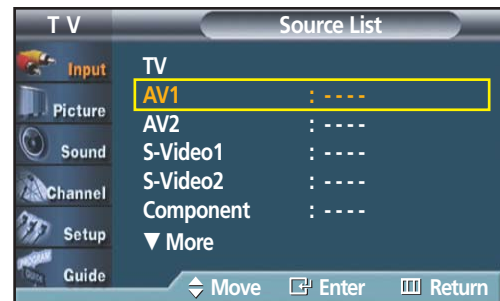 T V
Source List
Input
Picture
Sound
Channel
Setup
Guide
TV
AV1 : - - - -
AV2 : - - - -
S-Video1 : - - - -
S-Video2 : - - - -
Component : - - - -
▼ More
Move Enter Return